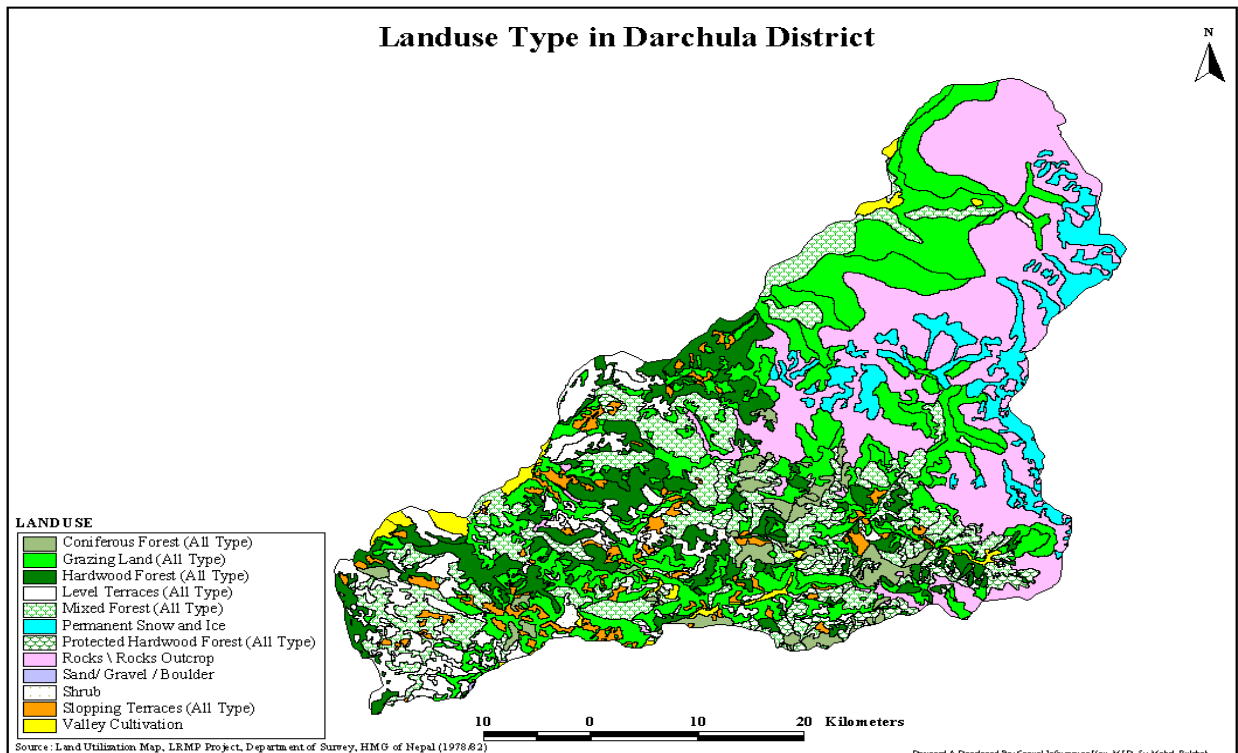 Landuse Type in Darchula District
N
LANDUSE
Coniferous Forest (All Type)
Grazing Land (All Type)
Hardwood Forest (All Type)
Level Terraces (All Type)
Mixed Forest (All Type)
Permanent Snow and Ice
Protected Hardwood Forest (All Type)
Rocks \ Rocks Outcrop
Sand/ Gravel / Boulder
Shrub
Slopping Terraces (All Type)
Valley Cultivation
10 0 10 20 Kilometers
Source: Land Utilization Map, LRMP Project, Department of Survey, HMG of Nepal (1978/82)